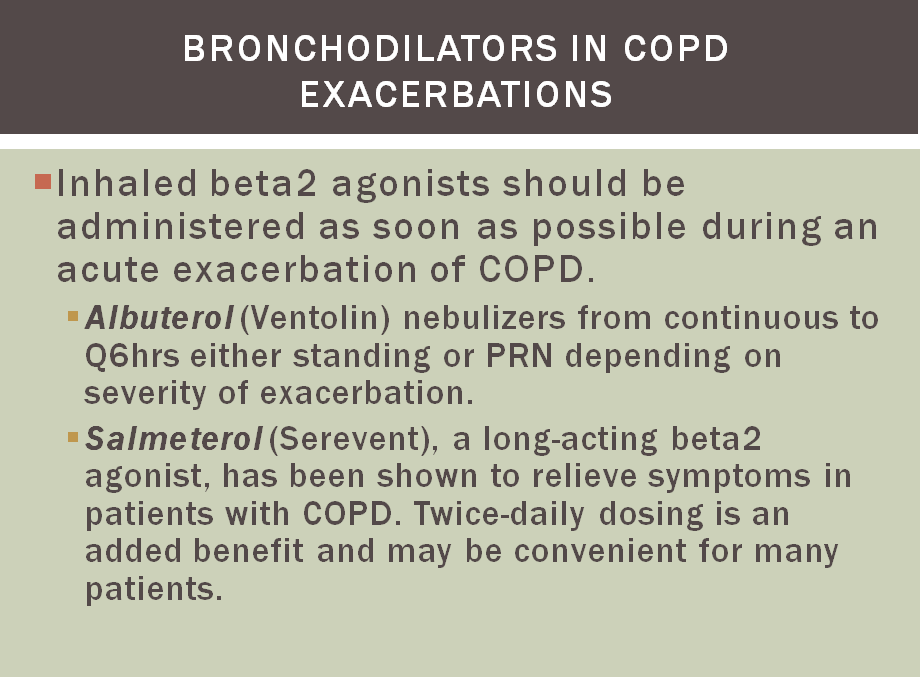 BRONCHODILATORS IN COPD
EXACERBATIONS
Inhaled beta2 agonists should be
administered as soon as possible during an
acute exacerbation of COPD.
Albuterol (Ventolin) nebulizers from continuous to
Q6hrs either standing or PRN depending on
severity of exacerbation.
Salmeterol (Serevent), a long-acting beta2
agonist, has been shown to relieve symptoms in
patients with COPD. Twice-daily dosing is an
added benefit and may be convenient for many
patients.